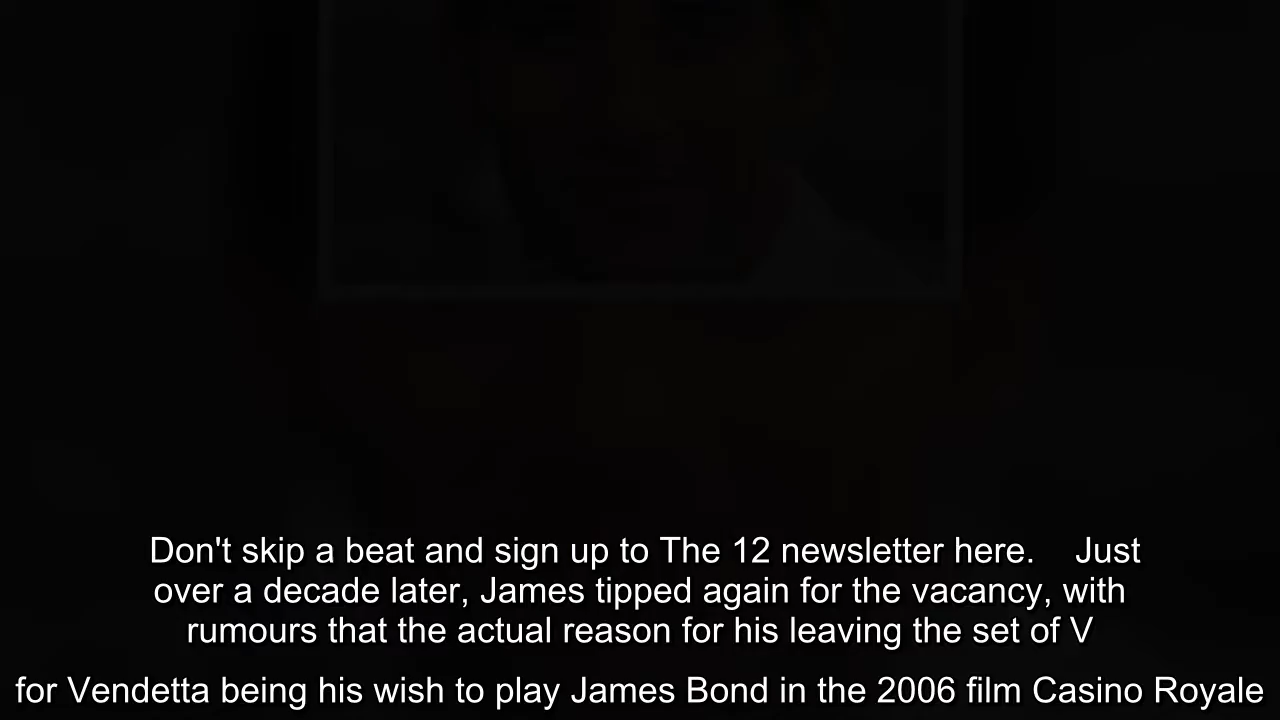 Don't skip a beat and sign up to The 12 newsletter here.    Just
over a decade later, James tipped again for the vacancy, with
rumours that the actual reason for his leaving the set of V
for Vendetta being his wish to play James Bond in the 2006 film Casino Royale